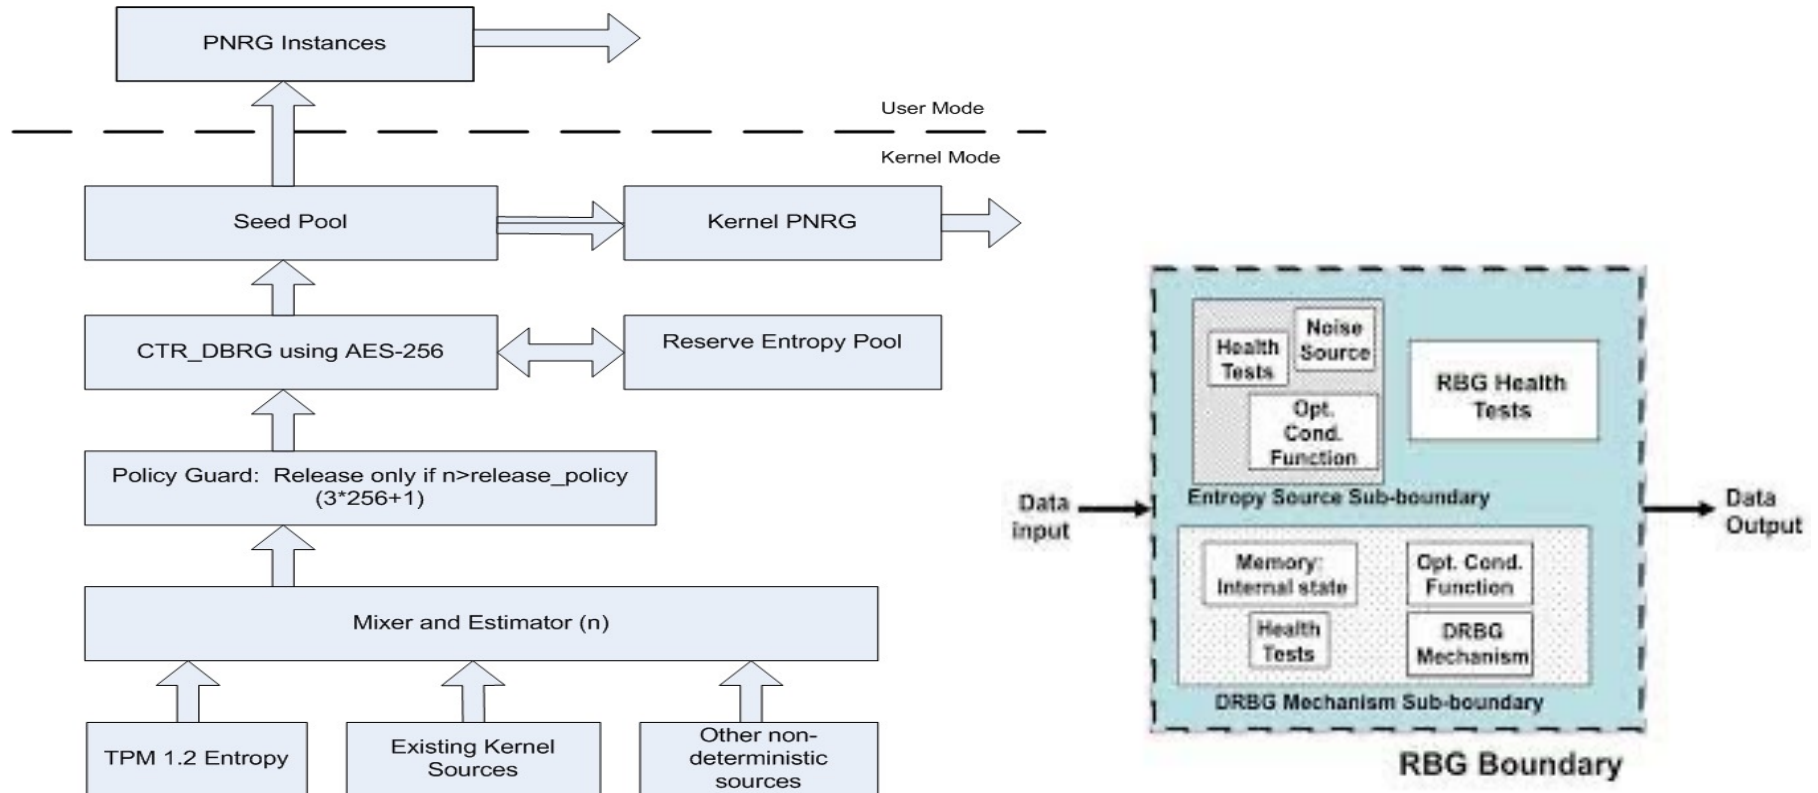 PNRG Instances
User Mode
Kernel Mode
Seed Pool
Kernel PNRG
CTR_DBRG using AES-256
Reserve Entropy Pool
Policy Guard: Release only if n>release_policy
(3*256+1)
Mixer and Estimator (n)
TPM 1.2 Entropy
Existing Kernel
Sources
Other non-
deterministic
sources
Noise
Source
Health
Tests
Opt.
Cond.
Function
RBG Health
Tests
Entropy Source Sub-boundary
Data
Input
Data
Output
Memory:
Internal state
Opt. Cond.
Function
Health
Tests
DRBG
Mechanism
DRBG Mechanism Sub-boundary
RBG Boundary